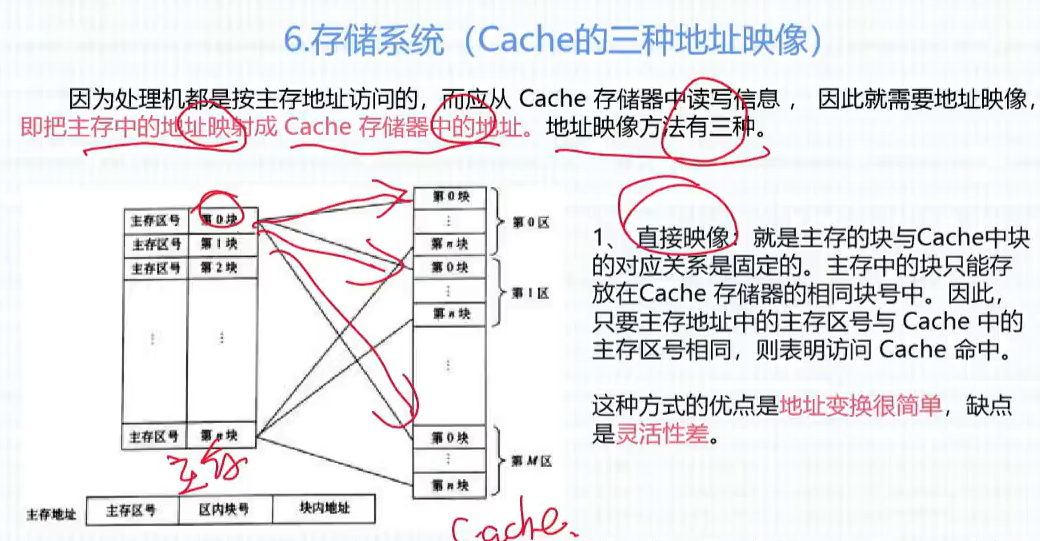 6.存储系统（Cache的三种地址映像）
因为处理机都是按主存地址访问的，而应从 Cache 存储器中读写信息 ， 因此就需要地址映像，
即把主存中的地址映射成 Cache 存储器中的地址。地址映像方法有三种。
主存区号 第0块
主存区号 第1块
主存区号 第2块
⋮ ⋮
主存区号 第n块
主存
主存地址 主存区号 区内块号 块内地址
第0块
⋮
第n块
第0区
第0块
⋮
第n块
第1区
⋮
第0块
⋮
第n块
第M区
Cache.
1、 直接映像：就是主存的块与Cache中块
的对应关系是固定的。主存中的块只能存
放在Cache 存储器的相同块号中。因此，
只要主存地址中的主存区号与 Cache 中的
主存区号相同，则表明访问 Cache 命中。
这种方式的优点是地址变换很简单，缺点
是灵活性差。